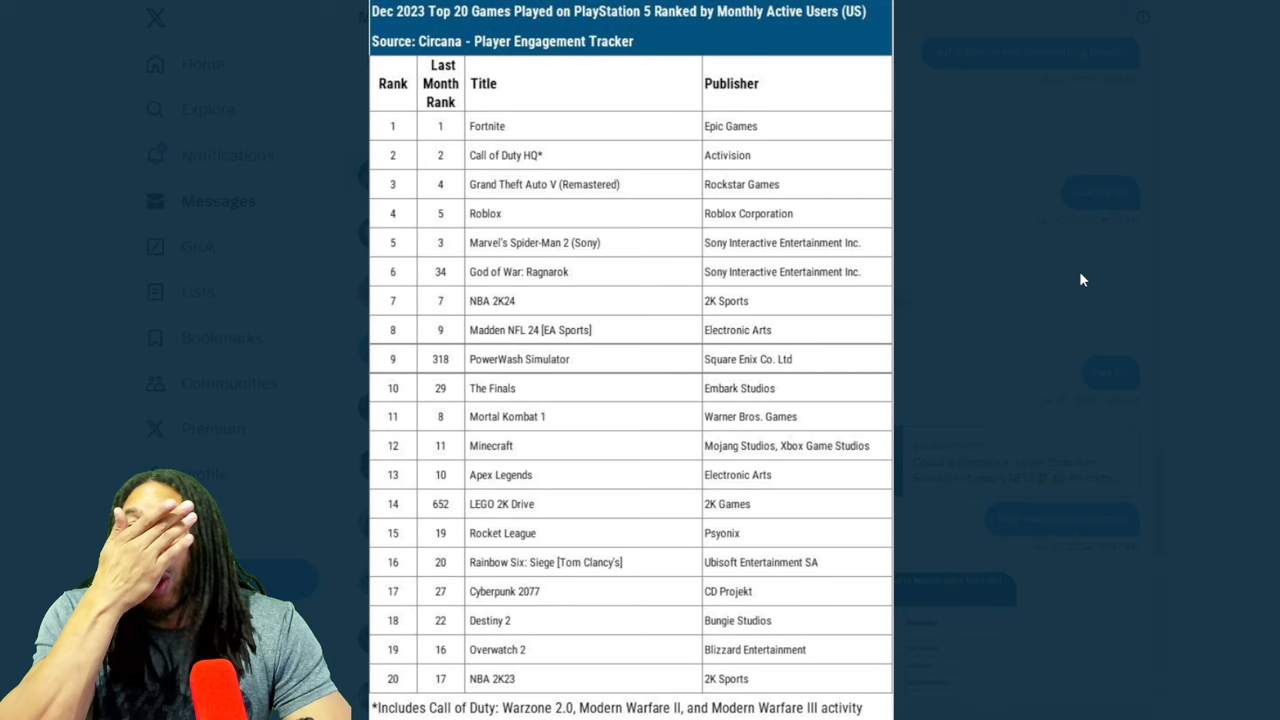 Dec 2023 Top 20 Games Played on PlayStation 5 Ranked by Monthly Active Users (US)
Source: Circana - Player Engagement Tracker
Rank Last Month Rank Title Publisher
1 1 Fortnite Epic Games
2 2 Call of Duty HQ* Activision
3 4 Grand Theft Auto V (Remastered) Rockstar Games
4 5 Roblox Roblox Corporation
5 3 Marvel's Spider-Man 2 (Sony) Sony Interactive Entertainment Inc.
6 34 God of War: Ragnarok Sony Interactive Entertainment Inc.
7 7 NBA 2K24 2K Sports
8 9 Madden NFL 24 [EA Sports] Electronic Arts
9 318 PowerWash Simulator Square Enix Co. Ltd
10 29 The Finals Embark Studios
11 8 Mortal Kombat 1 Warner Bros. Games
12 11 Minecraft Mojang Studios, Xbox Game Studios
13 10 Apex Legends Electronic Arts
14 652 LEGO 2K Drive 2K Games
15 19 Rocket League Psyonix
16 20 Rainbow Six: Siege [Tom Clancy's] Ubisoft Entertainment SA
17 27 Cyberpunk 2077 CD Projekt
18 22 Destiny 2 Bungie Studios
19 16 Overwatch 2 Blizzard Entertainment
20 17 NBA 2K23 2K Sports
*Includes Call of Duty: Warzone 2.0, Modern Warfare II, and Modern Warfare III activity
Home
Explore
Notifications
Messages
Grok
Lists
Bookmarks
Communities
Premium